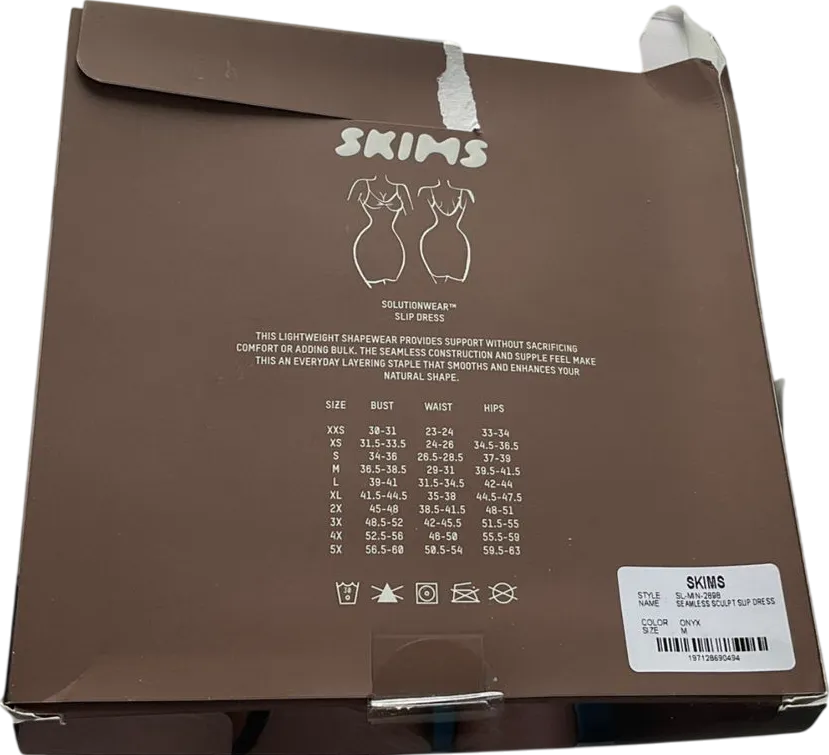 SKIMS
SOLUTIONWEAR™
SLIP DRESS
THIS LIGHTWEIGHT SHAPEWEAR PROVIDES SUPPORT WITHOUT SACRIFICING
COMFORT OR ADDING BULK. THE SEAMLESS CONSTRUCTION AND SUPPLE FEEL MAKE
THIS AN EVERYDAY LAYERING STAPLE THAT SMOOTHS AND ENHANCES YOUR
NATURAL SHAPE.
SIZE BUST WAIST HIPS
XXS 30-31 23-24 33-34
XS 31.5-33.5 24-26 34.5-36.5
S 34-36 26.5-28.5 37-39
M 36.5-38.5 29-31 39.5-41.5
L 39-41 31.5-34.5 42-44
XL 41.5-44.5 35-38 44.5-47.5
2X 45-48 38.5-41.5 48-51
3X 48.5-52 42-45.5 51.5-55
4X 52.5-56 46-50 55.5-59
5X 56.5-60 50.5-54 59.5-63
30
SKIMS
STYLE SL-MIN-2898
NAME SEAMLESS SCULPT SLIP DRESS
COLOR ONYX
SIZE M
197128690494